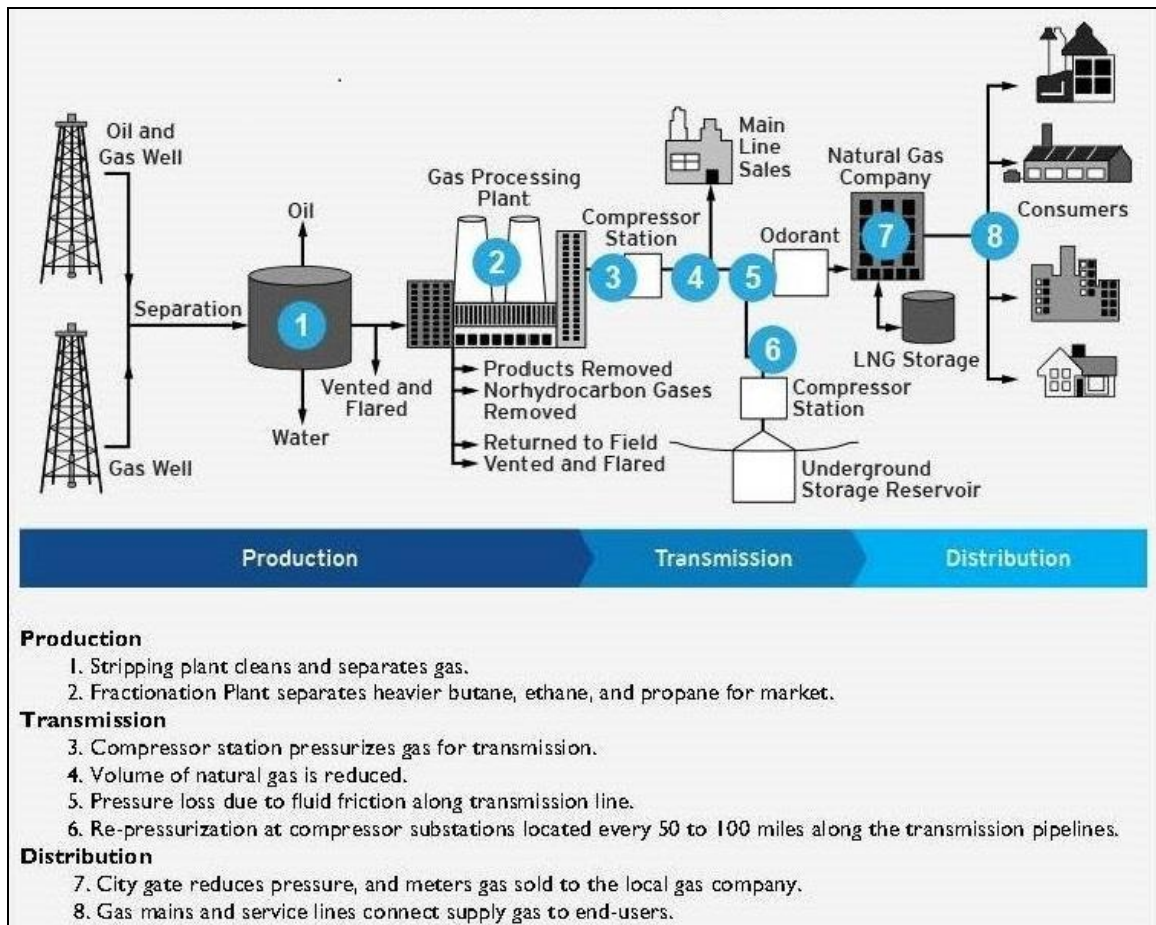 Oil and
Gas Well
Gas Well
Separation
Oil
1
Water
Vented and
Flared
Gas Processing
Plant
2
Products Removed
Norhydrocarbon Gases
Removed
Returned to Field
Vented and Flared
Compressor
Station
3
4
Main
Line
Sales
5
Odorant
6
Compressor
Station
Underground
Storage Reservoir
Natural Gas
Company
7
LNG Storage
8
Consumers
Production
Transmission
Distribution
Production
1. Stripping plant cleans and separates gas.
2. Fractionation Plant separates heavier butane, ethane, and propane for market.
Transmission
3. Compressor station pressurizes gas for transmission.
4. Volume of natural gas is reduced.
5. Pressure loss due to fluid friction along transmission line.
6. Re-pressurization at compressor substations located every 50 to 100 miles along the transmission pipelines.
Distribution
7. City gate reduces pressure, and meters gas sold to the local gas company.
8. Gas mains and service lines connect supply gas to end-users.